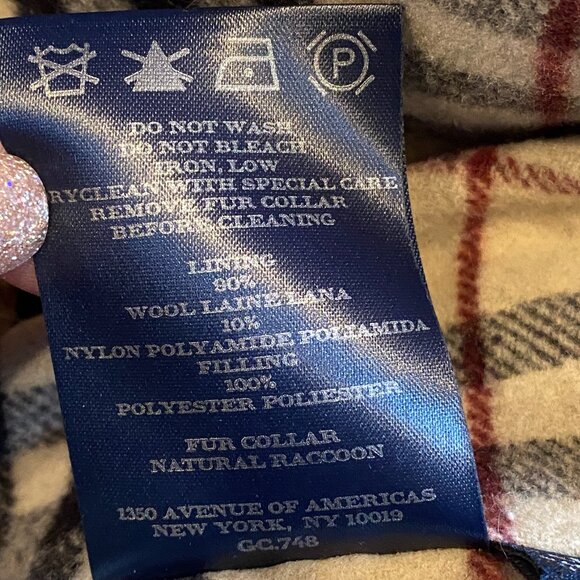 P
DO NOT WASH
DO NOT BLEACH
IRON, LOW
RYCLEAN WITH SPECIAL CARE
REMOVE FUR COLLAR
BEFORE CLEANING
LINING
90%
WOOL LAINE LANA
10%
NYLON POLYAMIDE POLIAMIDA
FILLING
100%
POLYESTER POLIESTER
FUR COLLAR
NATURAL RACCOON
1350 AVENUE OF AMERICAS
NEW YORK, NY 10019
GC.748